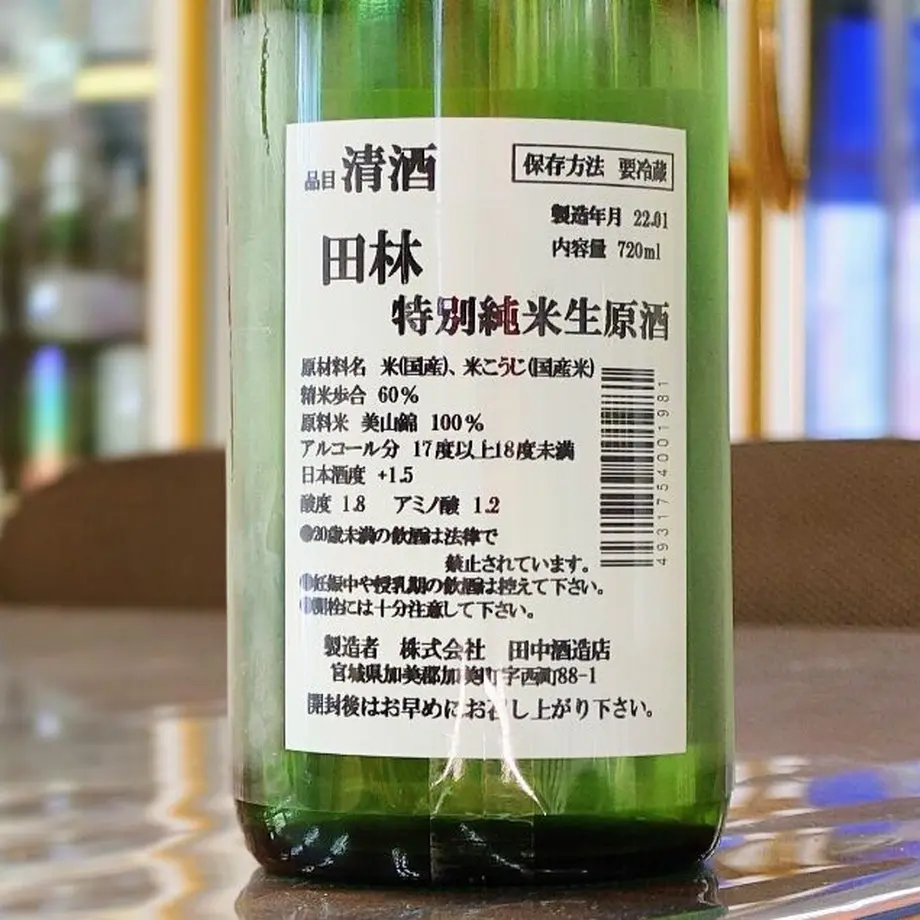 品目 清酒
保存方法 要冷蔵
製造年月 22.01
内容量 720ml
田林
特別純米生原酒
原材料名 米(国産)、米こうじ(国産米)
精米歩合 60%
原料米 美山錦 100%
アルコール分 17度以上18度未満
日本酒度 +1.5
酸度 1.8 アミノ酸 1.2
●20歳未満の飲酒は法律で
禁止されています。
●妊娠中や授乳期の飲酒は控えて下さい。
●開栓には十分注意して下さい。
製造者 株式会社 田中酒造店
宮城県加美郡加美町字西町88-1
開封後はお早めにお召し上がり下さい。
4931754001981